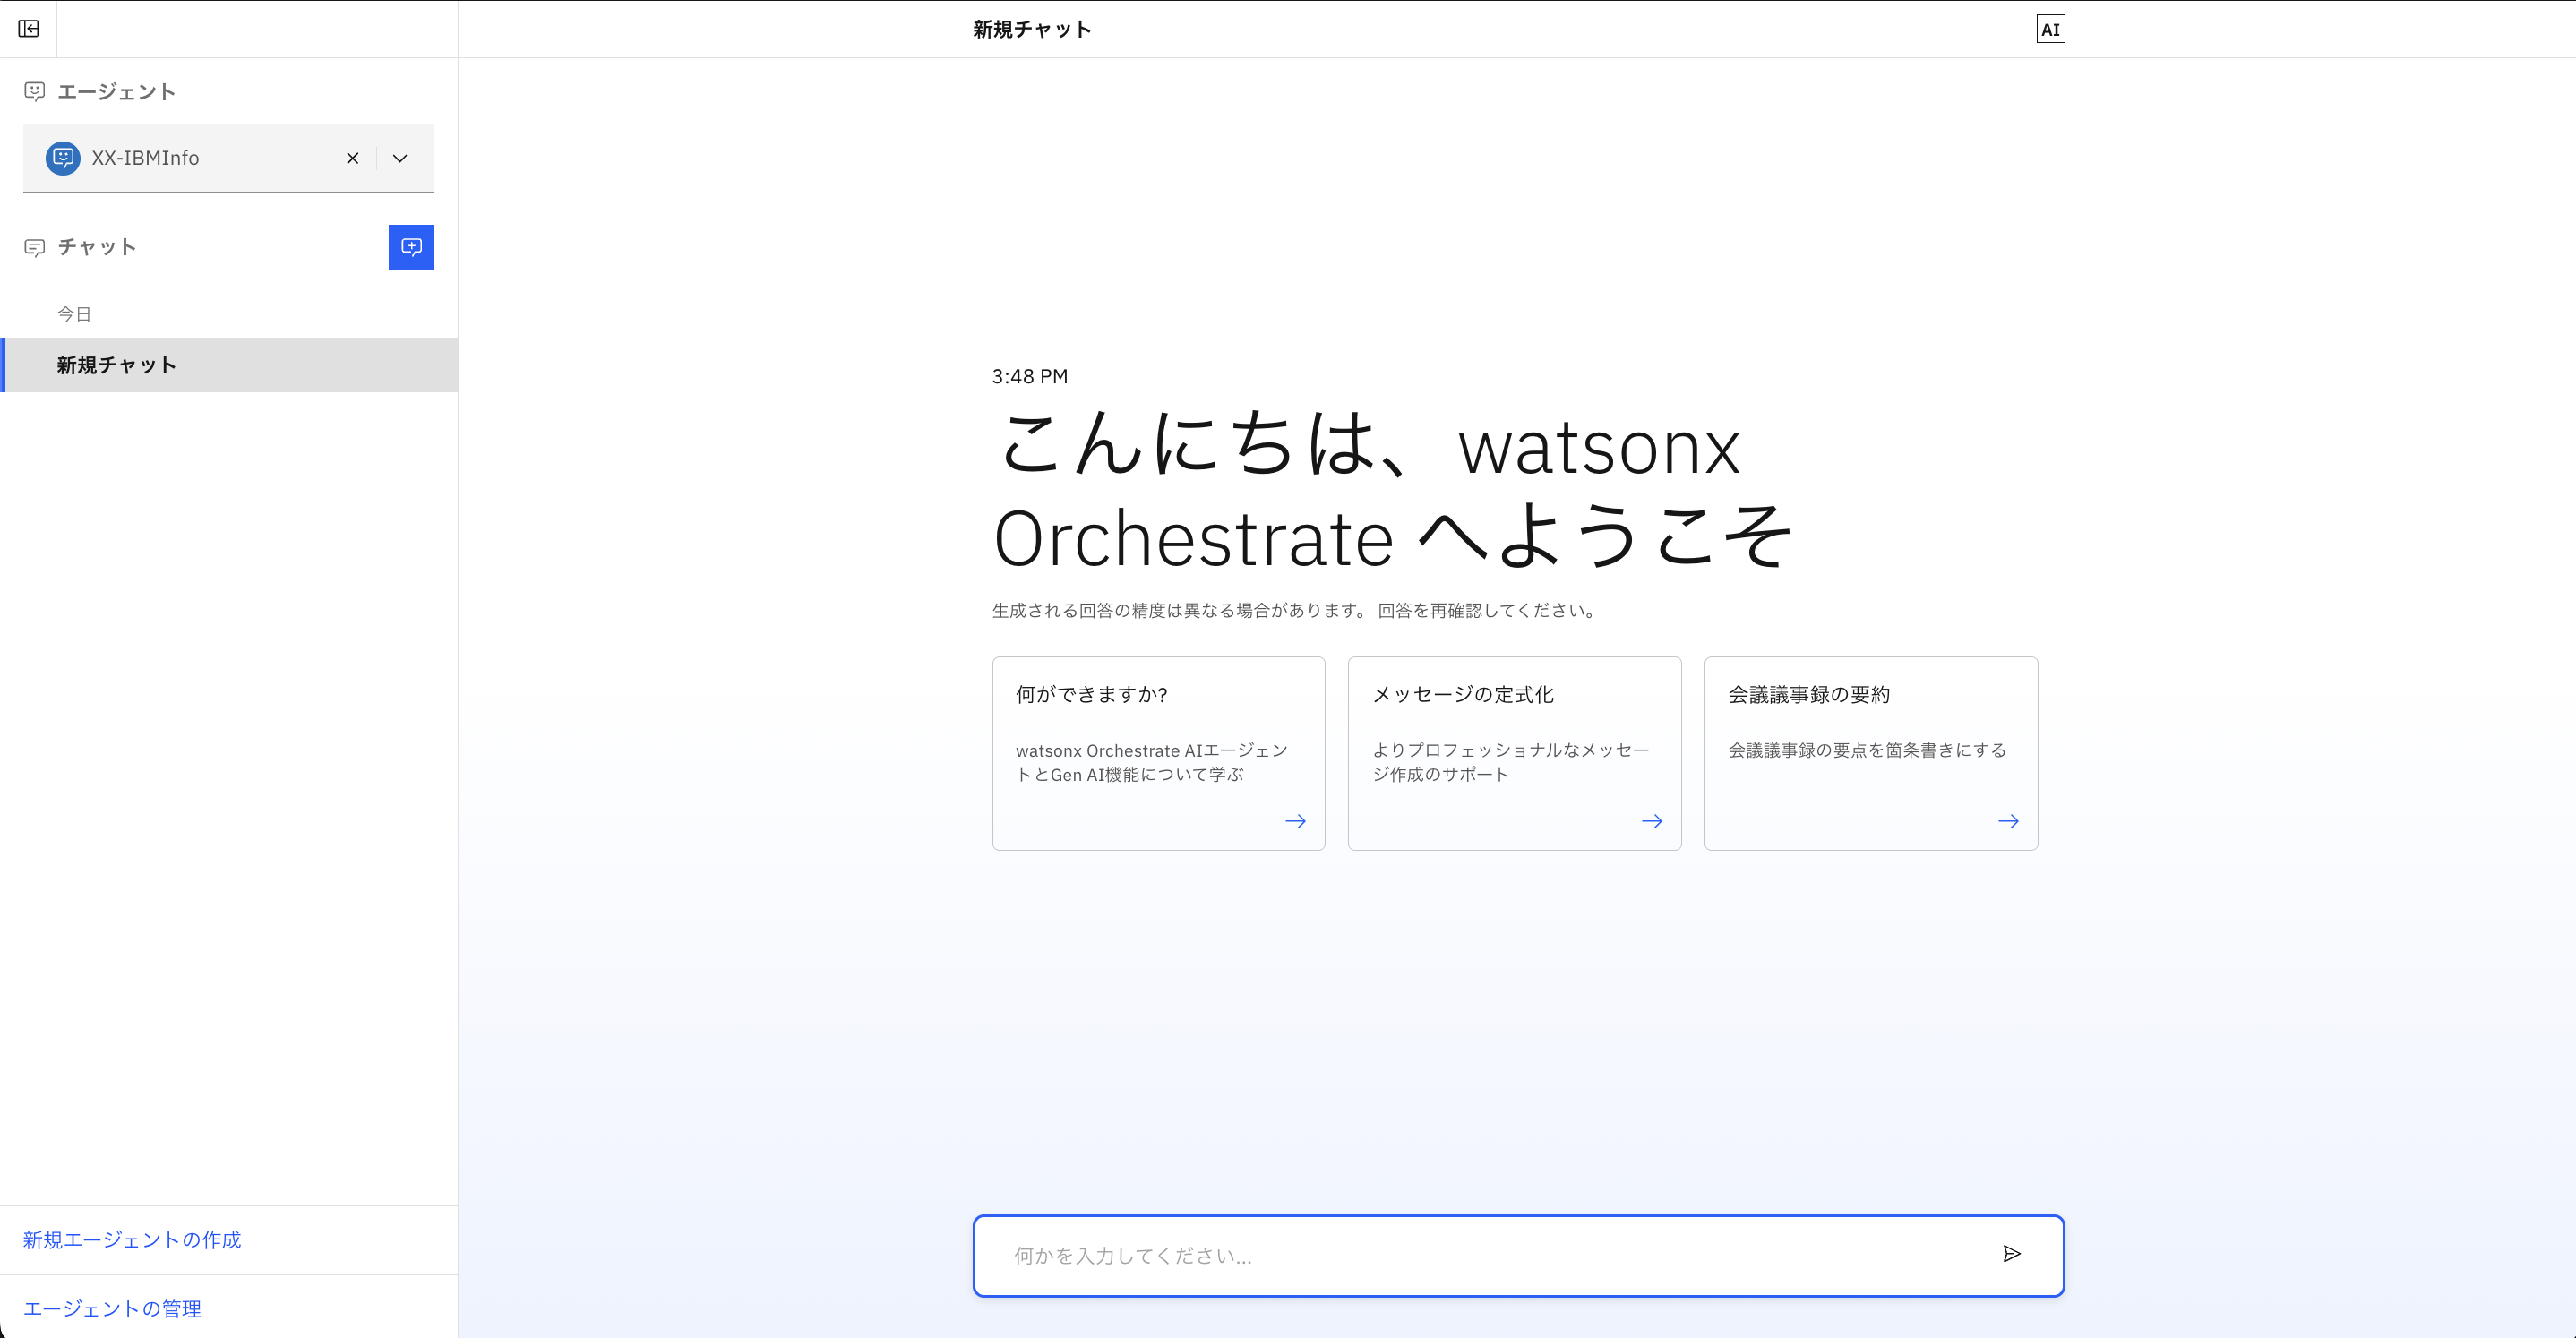 新規チャット
AI
エージェント
XX-IBMInfo
チャット
今日
新規チャット
3:48 PM
こんにちは、watsonx
Orchestrate へようこそ
生成される回答の精度は異なる場合があります。 回答を再確認してください。
何ができますか?
watsonx Orchestrate AIエージェン
トとGen AI機能について学ぶ
メッセージの定式化
よりプロフェッショナルなメッセー
ジ作成のサポート
会議議事録の要約
会議議事録の要点を箇条書きにする
何かを入力してください...
新規エージェントの作成
エージェントの管理